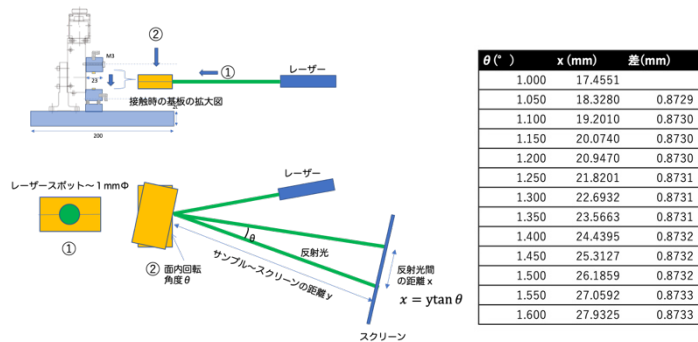 ②
M3
①
レーザー
23
接触時の基板の拡大図
200
レーザースポット~1mmΦ
レーザー
θ
反射光
①
② 面内回転
角度θ
サンプル~スクリーンの距離y
反射光間
の距離x
x = ytan θ
スクリーン
θ(° ) x(mm) 差(mm)
1.000 17.4551
1.050 18.3280 0.8729
1.100 19.2010 0.8730
1.150 20.0740 0.8730
1.200 20.9470 0.8730
1.250 21.8201 0.8731
1.300 22.6932 0.8731
1.350 23.5663 0.8731
1.400 24.4395 0.8732
1.450 25.3127 0.8732
1.500 26.1859 0.8732
1.550 27.0592 0.8733
1.600 27.9325 0.8733